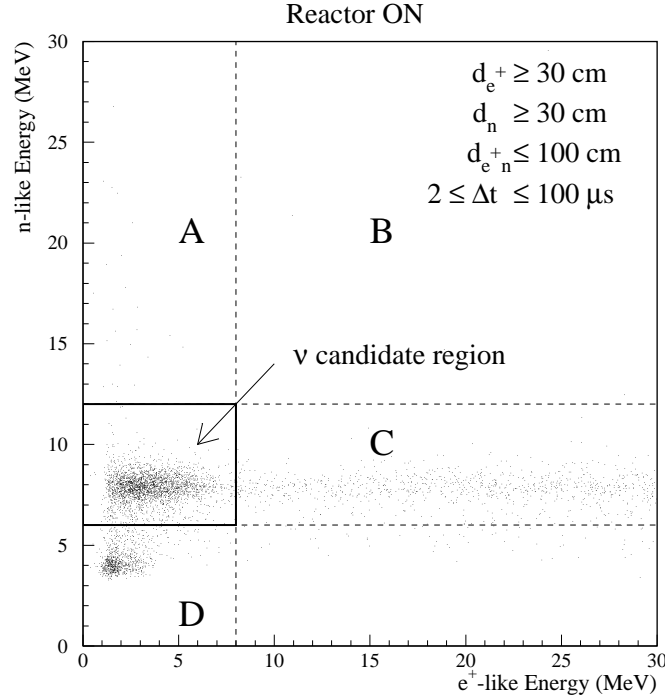 Reactor ON
n-like Energy (MeV)
30
25
20
15
10
5
0
d_e+ ≥ 30 cm
d_n ≥ 30 cm
d_e+n ≤ 100 cm
2 ≤ Δt ≤ 100 μs
A
B
ν candidate region
C
D
0 5 10 15 20 25 30
e⁺-like Energy (MeV)